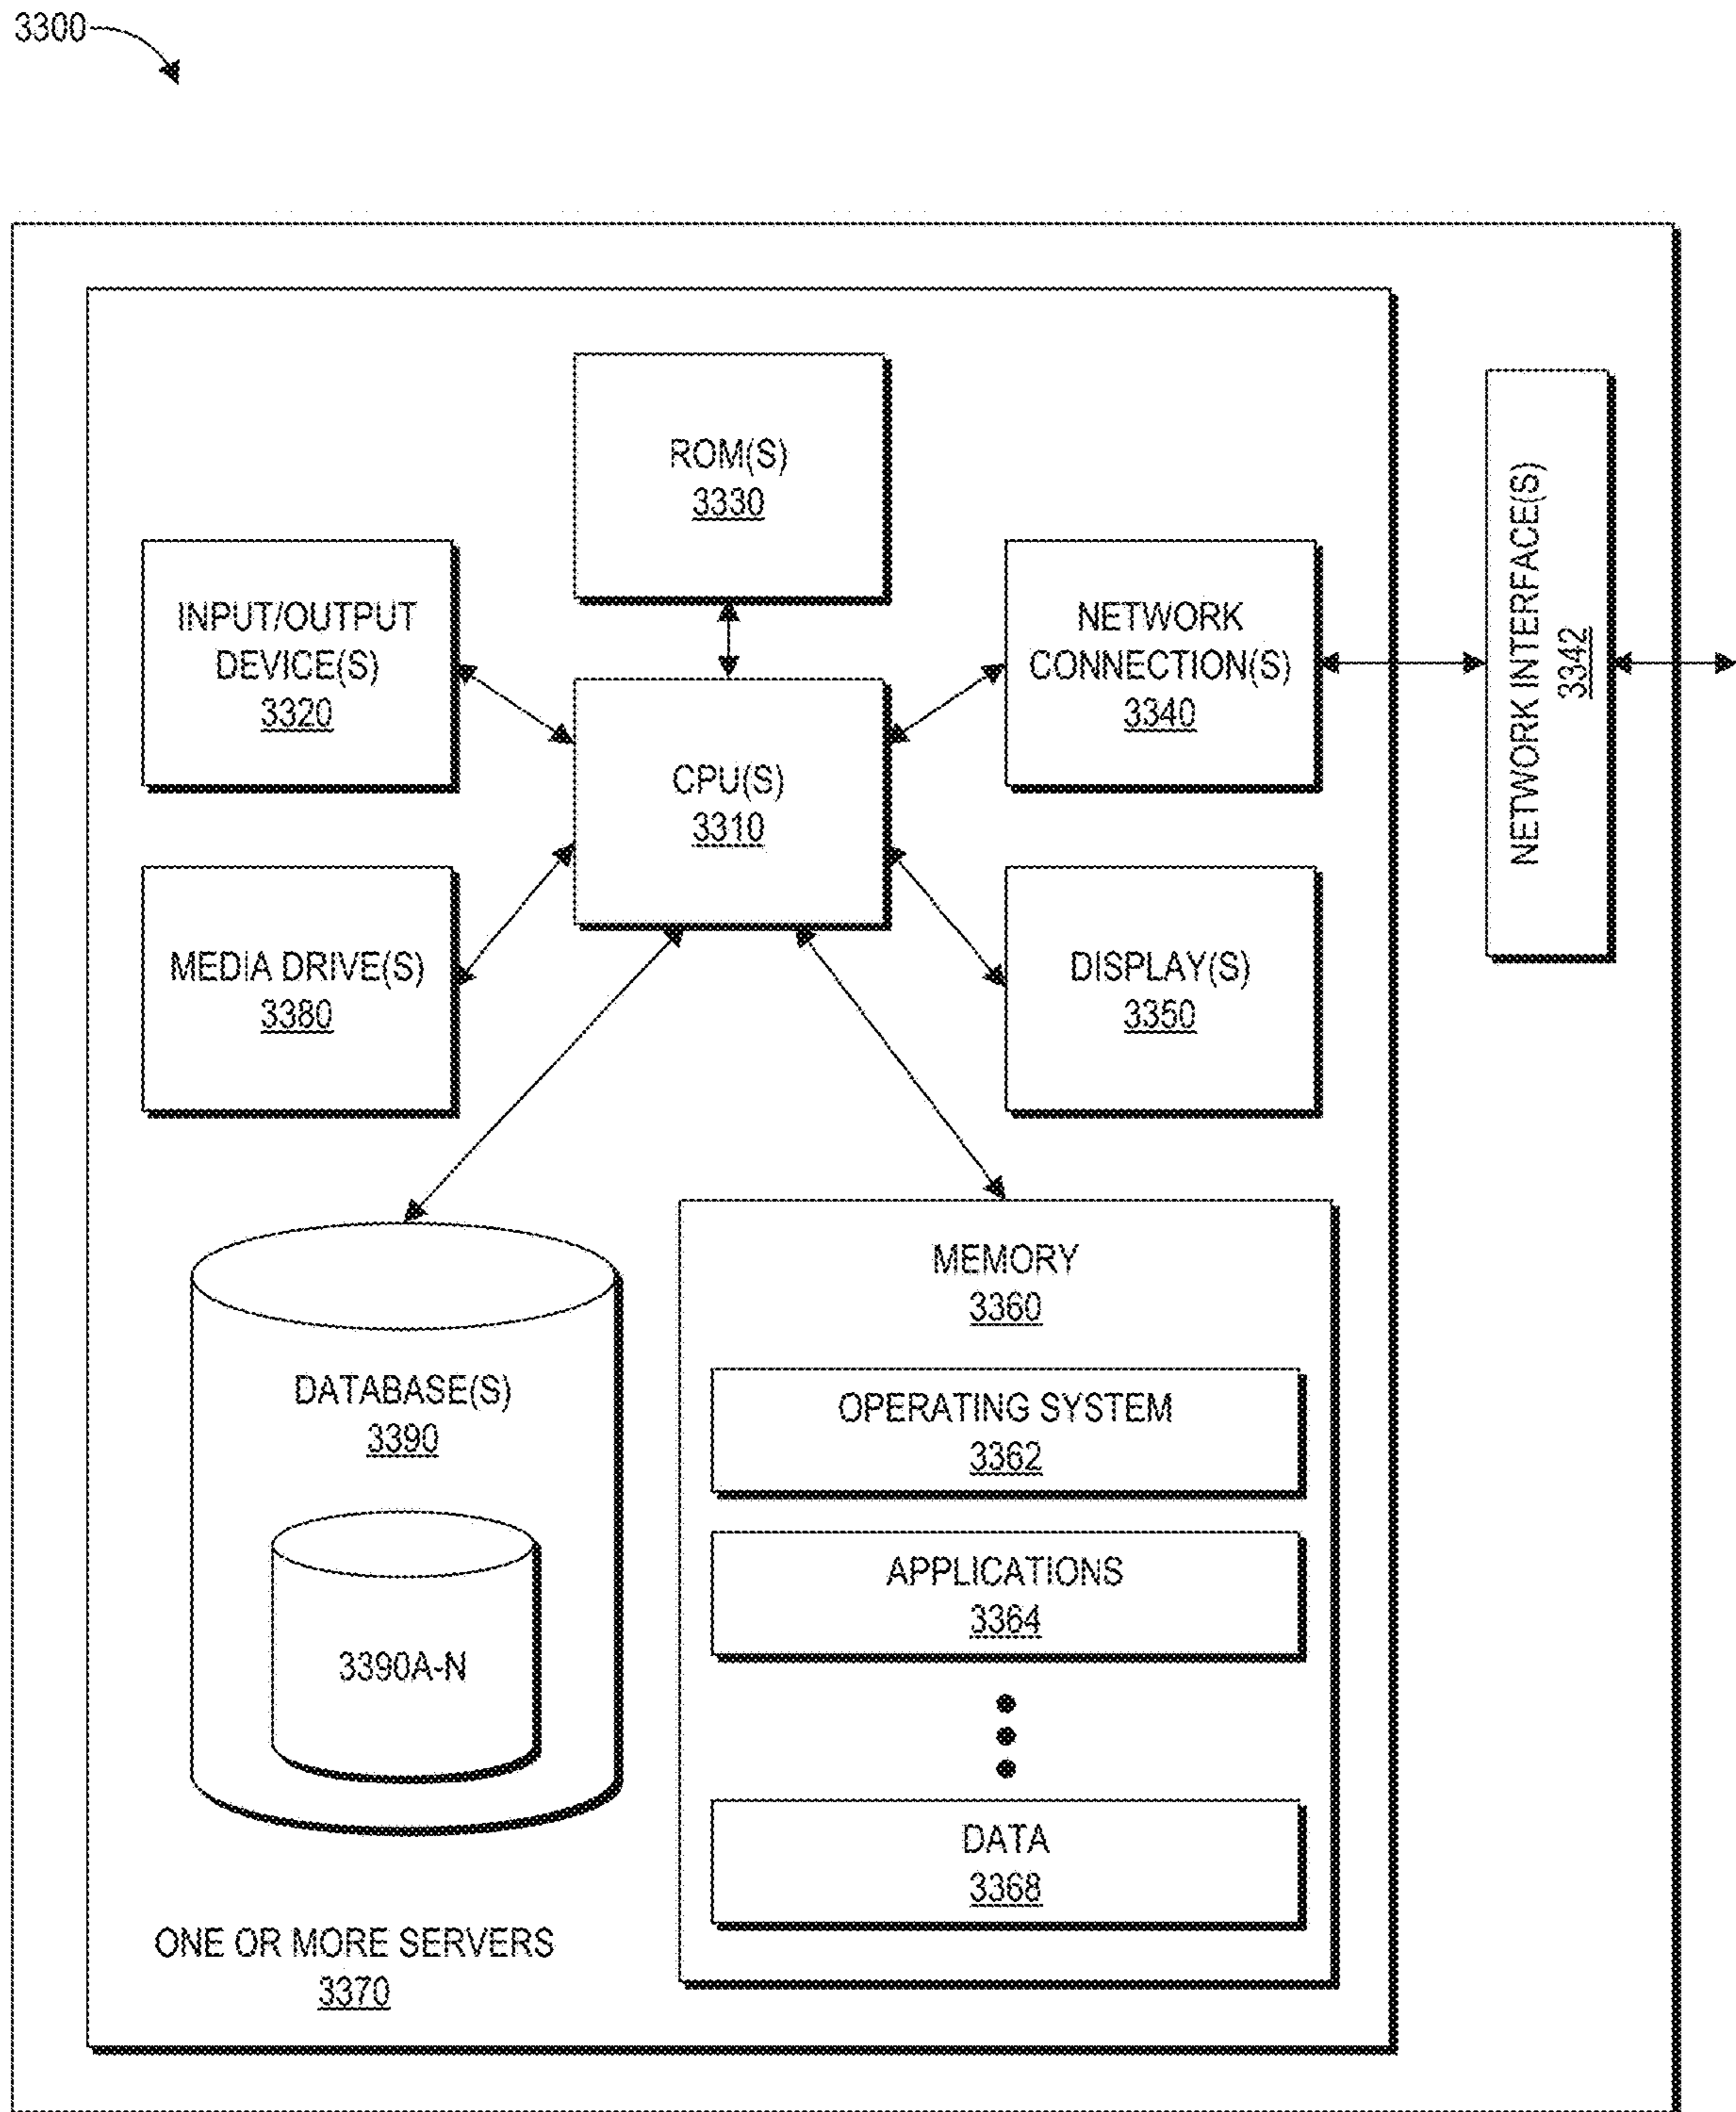 3300
ROM(S)
3330
INPUT/OUTPUT
DEVICE(S)
3320
NETWORK
CONNECTION(S)
3340
NETWORK INTERFACE(S)
3342
CPU(S)
3310
MEDIA DRIVE(S)
3380
DISPLAY(S)
3350
DATABASE(S)
3390
3390A-N
MEMORY
3360
OPERATING SYSTEM
3362
APPLICATIONS
3364
DATA
3368
ONE OR MORE SERVERS
3370